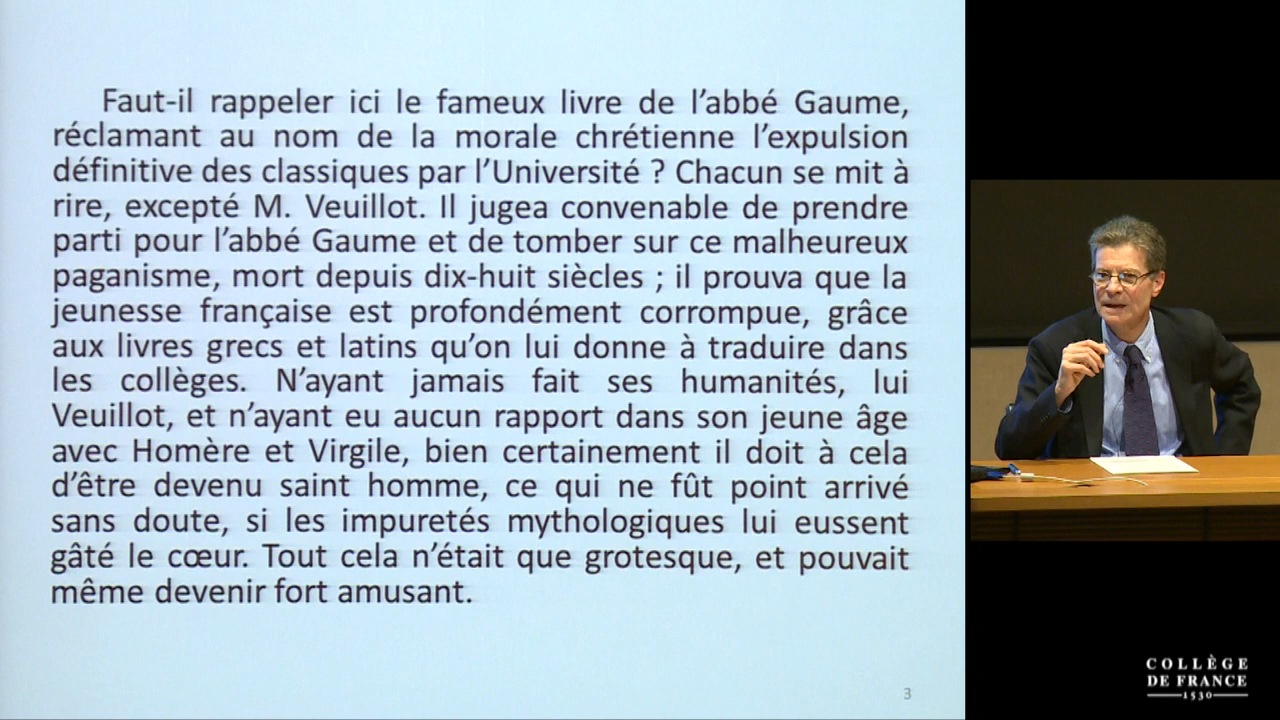 Faut-il rappeler ici le fameux livre de l’abbé Gaume,
réclamant au nom de la morale chrétienne l’expulsion
définitive des classiques par l’Université ? Chacun se mit à
rire, excepté M. Veuillot. Il jugea convenable de prendre
parti pour l’abbé Gaume et de tomber sur ce malheureux
paganisme, mort depuis dix-huit siècles ; il prouva que la
jeunesse française est profondément corrompue, grâce
aux livres grecs et latins qu’on lui donne à traduire dans
les collèges. N’ayant jamais fait ses humanités, lui
Veuillot, et n’ayant eu aucun rapport dans son jeune âge
avec Homère et Virgile, bien certainement il doit à cela
d’être devenu saint homme, ce qui ne fût point arrivé
sans doute, si les impuretés mythologiques lui eussent
gâté le cœur. Tout cela n’était que grotesque, et pouvait
même devenir fort amusant.
3
COLLÈGE
DE FRANCE
1530